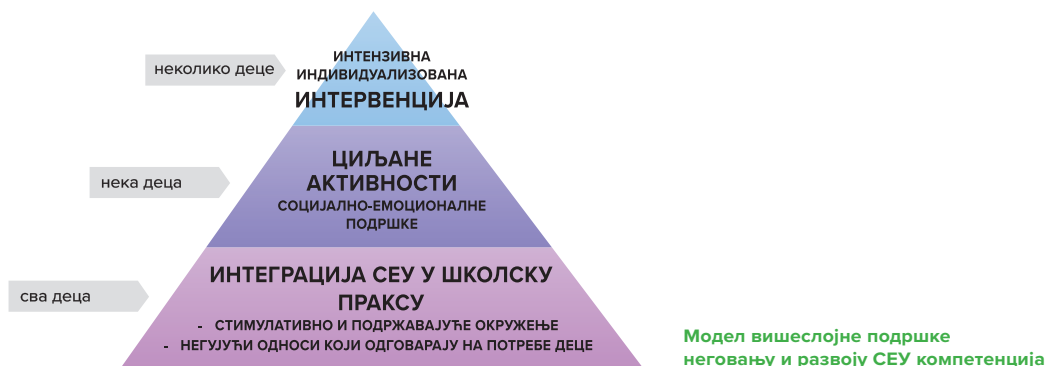 неколико деце
ИНТЕНЗИВНА
ИНДИВИДУАЛИЗОВАНА
ИНТЕРВЕНЦИЈА
нека деца
ЦИЉАНЕ
АКТИВНОСТИ
СОЦИЈАЛНО-ЕМОЦИОНАЛНЕ
ПОДРШКЕ
сва деца
ИНТЕГРАЦИЈА СЕУ У ШКОЛСКУ
ПРАКСУ
- СТИМУЛАТИВНО И ПОДРЖАВАЈУЋЕ ОКРУЖЕЊЕ
- НЕГУЈУЋИ ОДНОСИ КОЈИ ОДГОВАРАЈУ НА ПОТРЕБЕ ДЕЦЕ
Модел вишеслојне подршке
неговању и развоју СЕУ компетенција